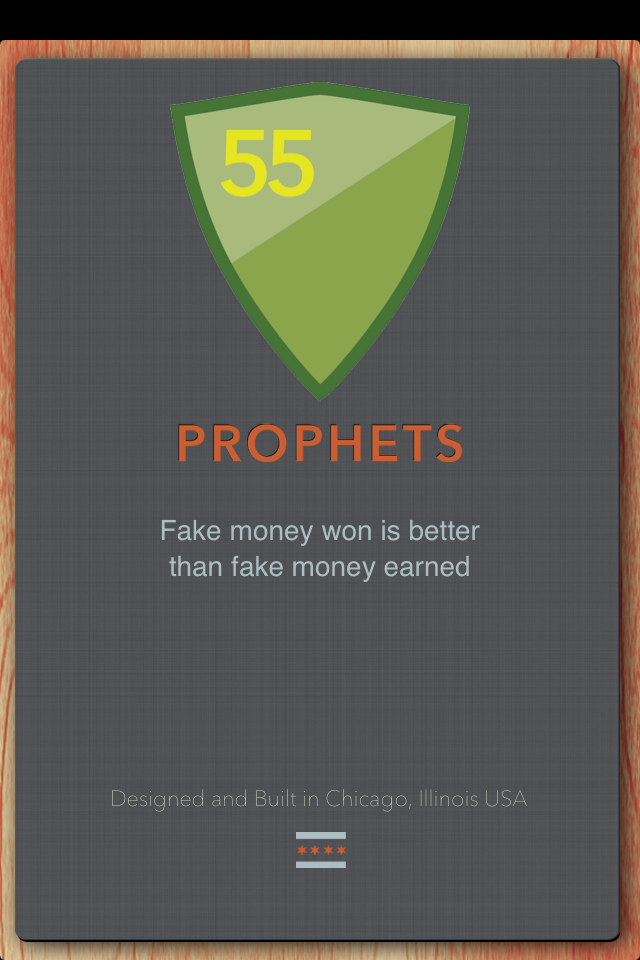 55
PROPHETS
Fake money won is better
than fake money earned
Designed and Built in Chicago, Illinois USA